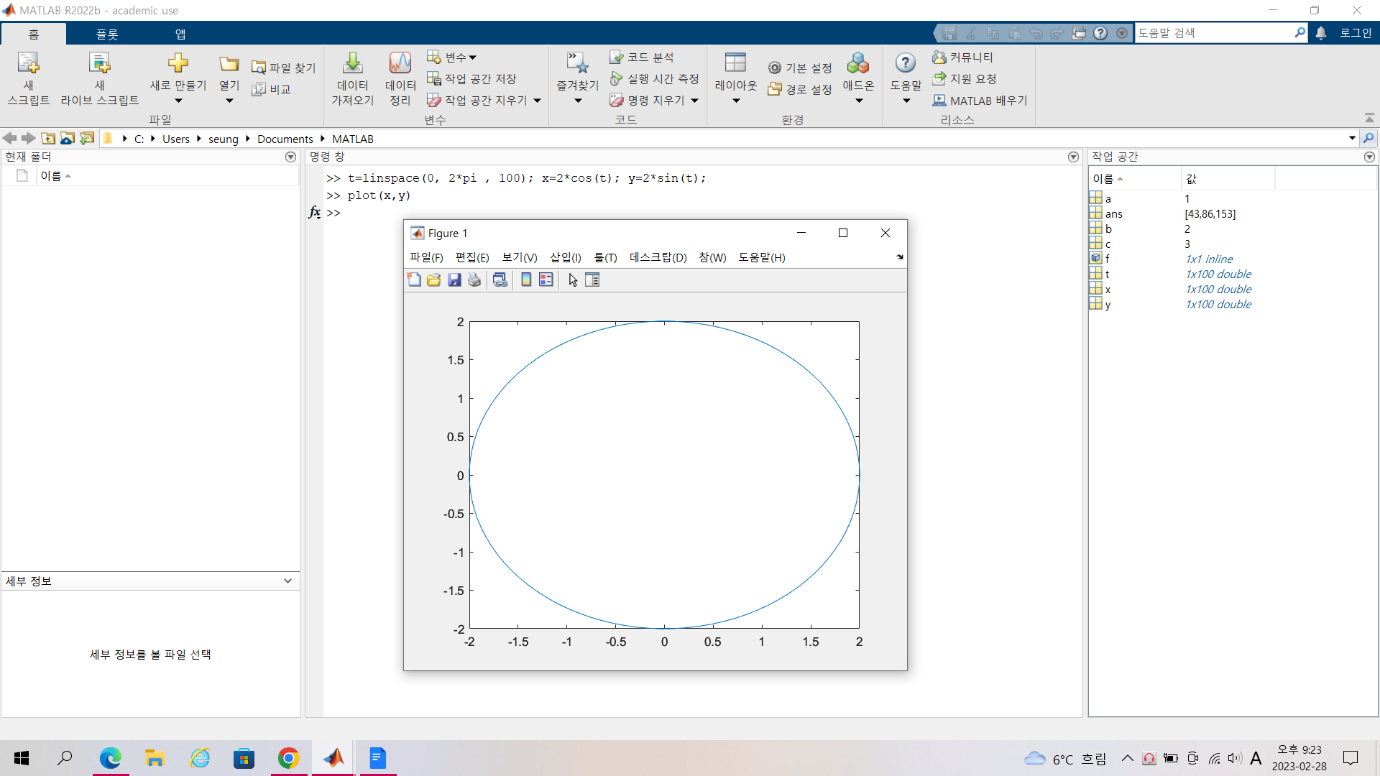 MATLAB R2022b - academic use
홈 플롯 앱
도움말 검색
로그인
새 스크립트
새 라이브 스크립트
새로 만들기
열기
파일 찾기
비교
파일
데이터 가져오기
데이터 정리
변수
작업 공간 저장
작업 공간 지우기
변수
즐겨찾기
코드 분석
실행 시간 측정
명령 지우기
코드
레이아웃
기본 설정
경로 설정
애드온
환경
도움말
커뮤니티
지원 요청
MATLAB 배우기
리소스
C: Users seung Documents MATLAB
현재 폴더
이름
세부 정보
세부 정보를 볼 파일 선택
명령 창
>> t=linspace(0, 2*pi , 100); x=2*cos(t); y=2*sin(t);
>> plot(x,y)
fx >>
Figure 1
파일(F) 편집(E) 보기(V) 삽입(I) 툴(T) 데스크탑(D) 창(W) 도움말(H)
2
1.5
1
0.5
0
-0.5
-1
-1.5
-2
-2 -1.5 -1 -0.5 0 0.5 1 1.5 2
작업 공간
이름 값
a 1
ans [43,86,153]
b 2
c 3
f 1x1 inline
t 1x100 double
x 1x100 double
y 1x100 double
6°C 흐림
A
오후 9:23
2023-02-28